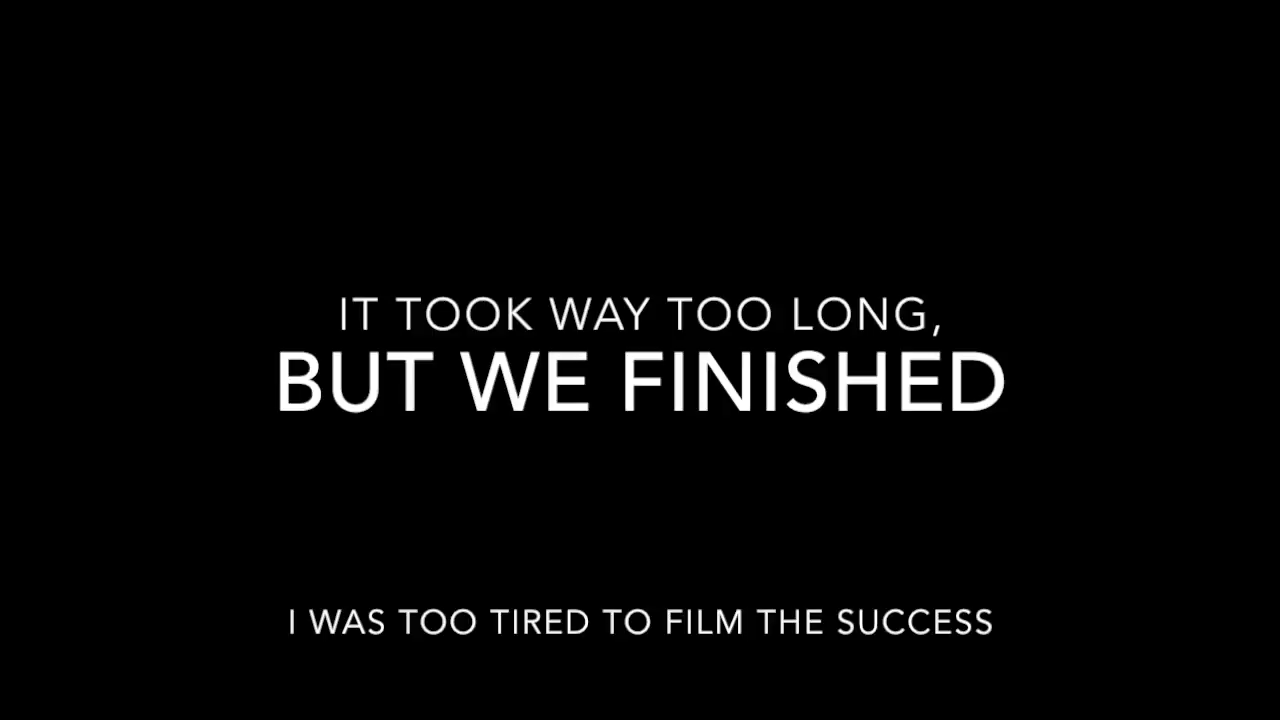 IT TOOK WAY TOO LONG,
BUT WE FINISHED
I WAS TOO TIRED TO FILM THE SUCCESS